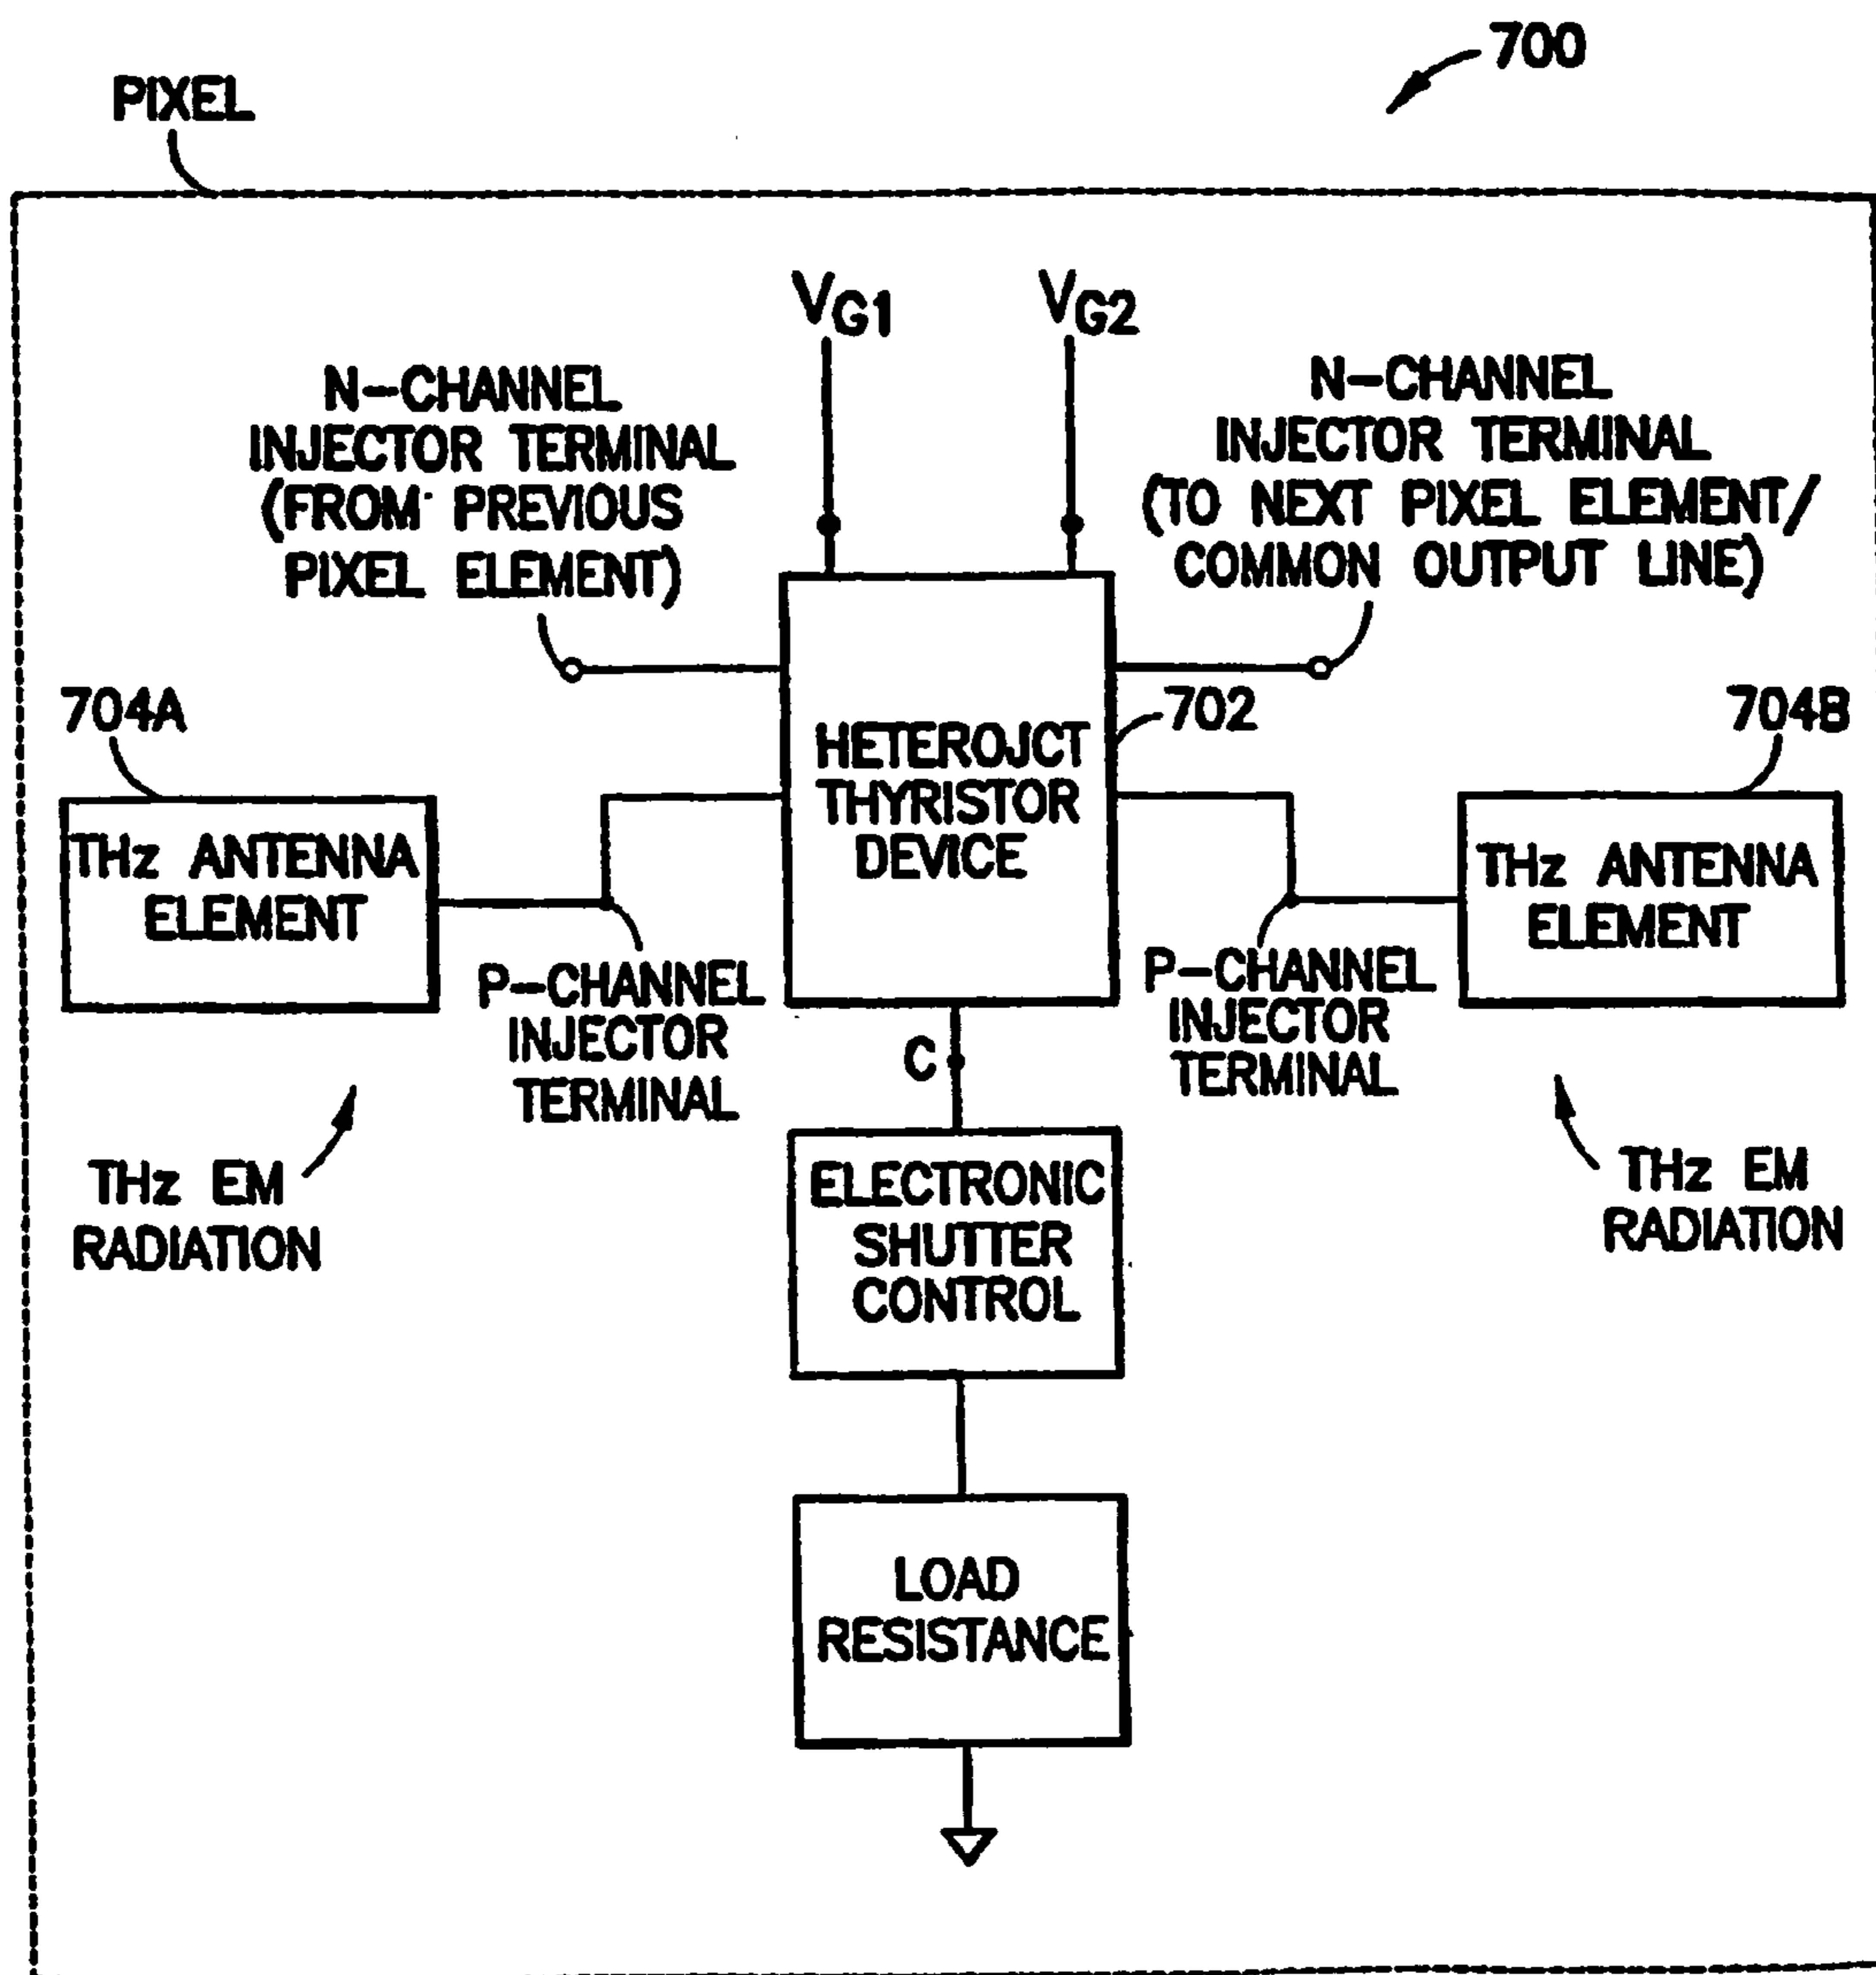 700
PIXEL
VG1
VG2
N-CHANNEL
INJECTOR TERMINAL
(FROM PREVIOUS
PIXEL ELEMENT)
N-CHANNEL
INJECTOR TERMINAL
(TO NEXT PIXEL ELEMENT/
COMMON OUTPUT LINE)
704A
702
704B
HETEROJCT
THYRISTOR
DEVICE
THz ANTENNA
ELEMENT
THz ANTENNA
ELEMENT
P-CHANNEL
INJECTOR
TERMINAL
P-CHANNEL
INJECTOR
TERMINAL
C
THz EM
RADIATION
ELECTRONIC
SHUTTER
CONTROL
THz EM
RADIATION
LOAD
RESISTANCE